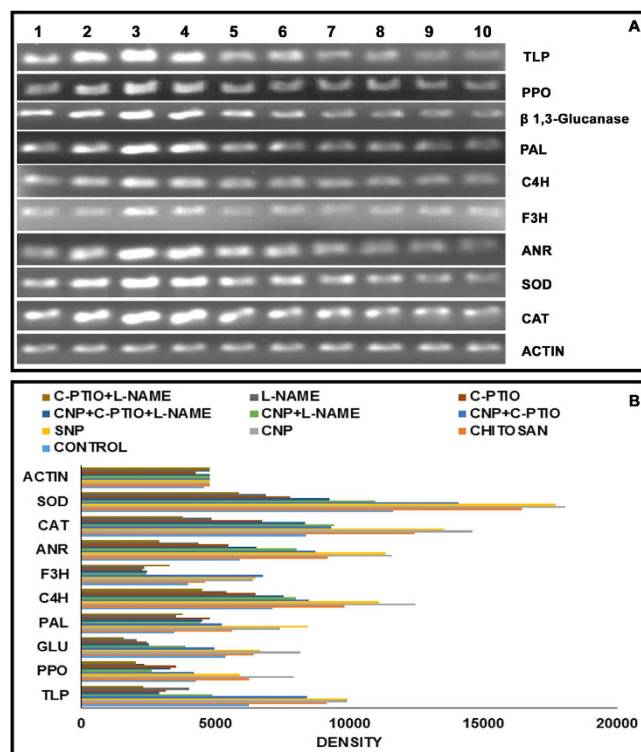 1 2 3 4 5 6 7 8 9 10 A
TLP
PPO
β 1,3-Glucanase
PAL
C4H
F3H
ANR
SOD
CAT
ACTIN
B
C-PTIO+L-NAME L-NAME C-PTIO
CNP+C-PTIO+L-NAME CNP+L-NAME CNP+C-PTIO
SNP CNP CHITOSAN
CONTROL
ACTIN
SOD
CAT
ANR
F3H
C4H
PAL
GLU
PPO
TLP
0 5000 10000 15000 20000
DENSITY